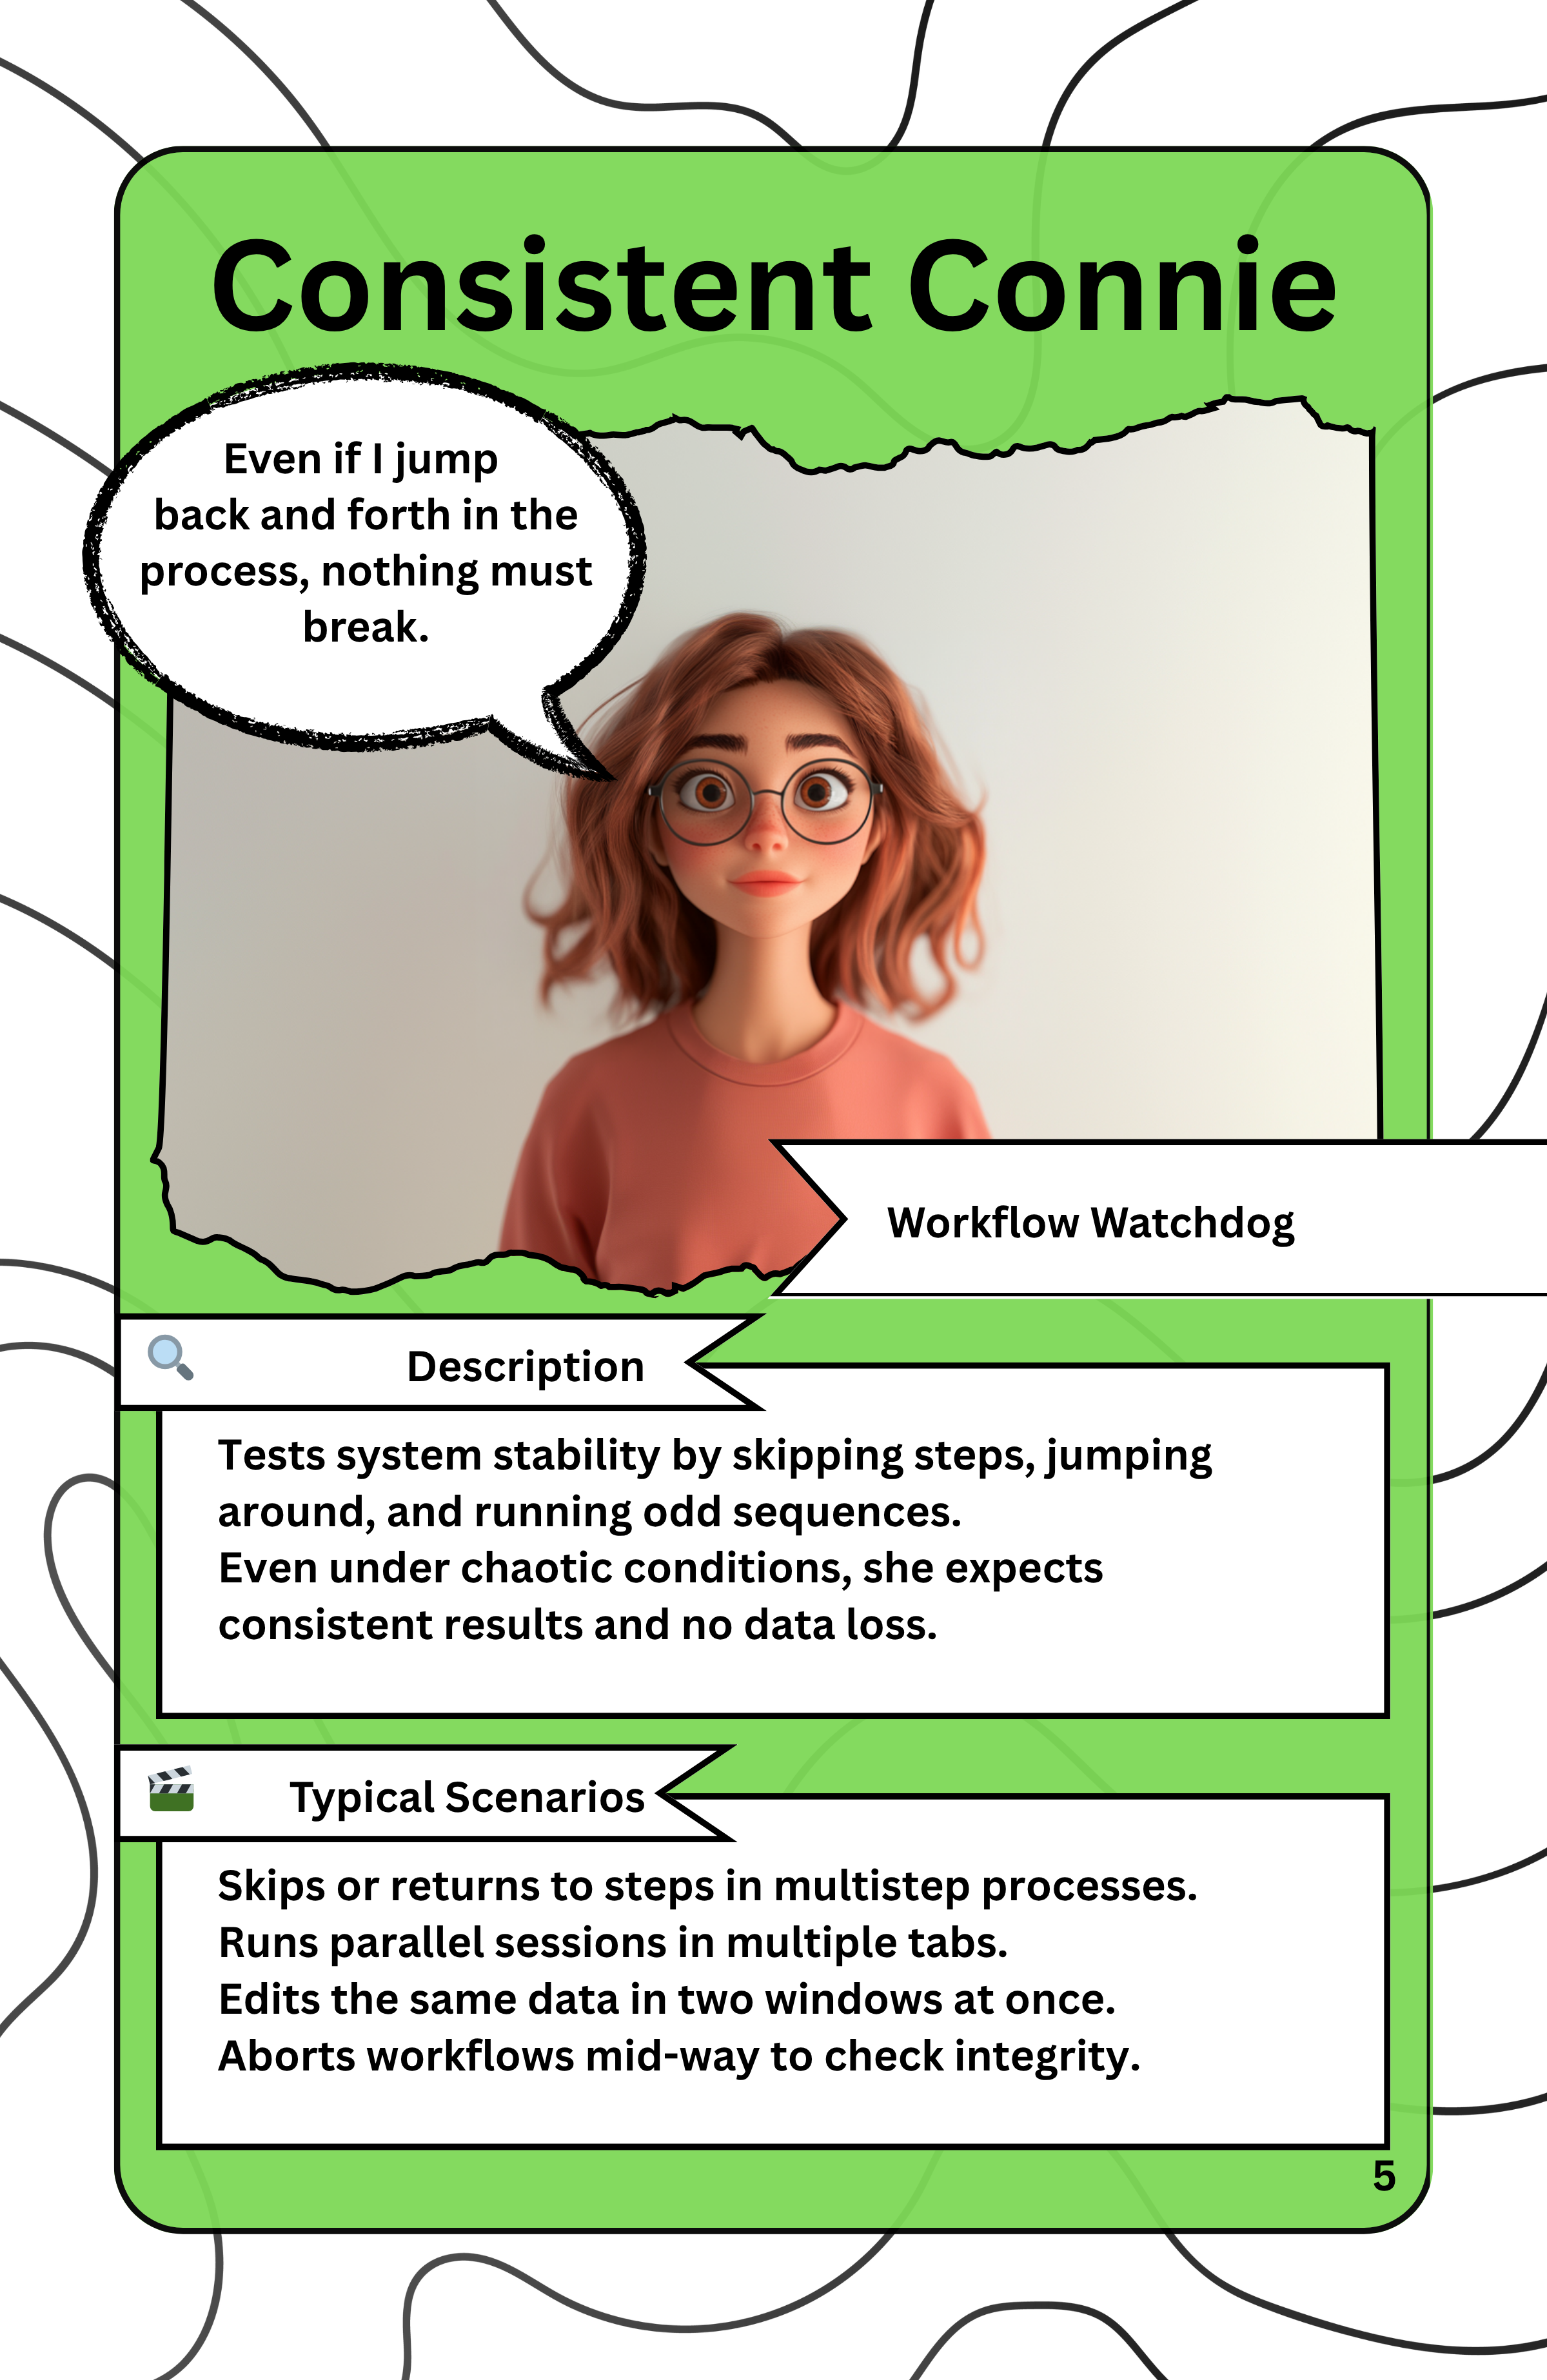 Consistent Connie
Even if I jump
back and forth in the
process, nothing must
break.
Workflow Watchdog
Description
Tests system stability by skipping steps, jumping
around, and running odd sequences.
Even under chaotic conditions, she expects
consistent results and no data loss.
Typical Scenarios
Skips or returns to steps in multistep processes.
Runs parallel sessions in multiple tabs.
Edits the same data in two windows at once.
Aborts workflows mid-way to check integrity.
5